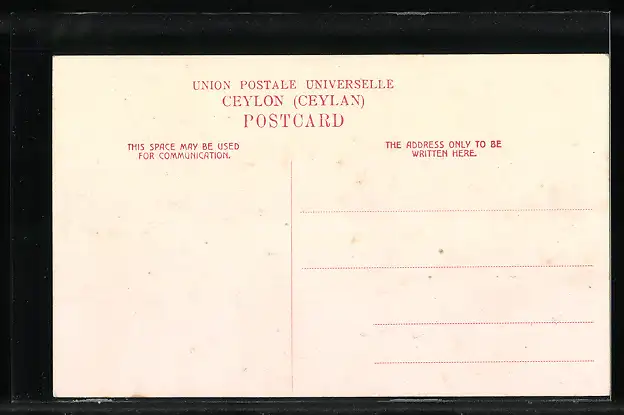 UNION POSTALE UNIVERSELLE
CEYLON (CEYLAN)
POSTCARD
THIS SPACE MAY BE USED
FOR COMMUNICATION.
THE ADDRESS ONLY TO BE
WRITTEN HERE.